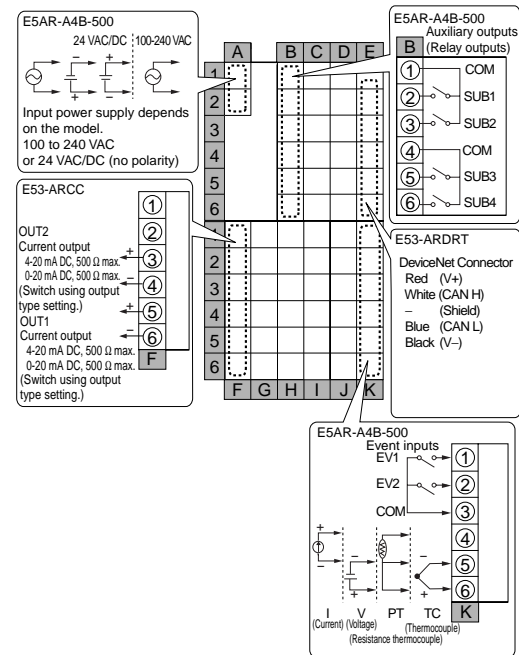 E5AR-A4B-500
24 VAC/DC 100-240 VAC
− +
+ −
Input power supply depends
on the model.
100 to 240 VAC
or 24 VAC/DC (no polarity)
A B C D E
1
2
3
4
5
6
1
2
3
4
5
6
F G H I J K
E5AR-A4B-500
Auxiliary outputs
(Relay outputs)
B
1 COM
2 SUB1
3 SUB2
4 COM
5 SUB3
6 SUB4
E53-ARCC
1
2
3
4
5
6
F
OUT2
Current output
4-20 mA DC, 500 Ω max.
0-20 mA DC, 500 Ω max.
(Switch using output
type setting.)
OUT1
Current output
4-20 mA DC, 500 Ω max.
0-20 mA DC, 500 Ω max.
(Switch using output
type setting.)
+
−
+
−
E53-ARDRT
DeviceNet Connector
Red (V+)
White (CAN H)
– (Shield)
Blue (CAN L)
Black (V–)
E5AR-A4B-500
Event inputs
EV1 1
EV2 2
COM 3
4
5
6
K
+ − −
− + +
I V PT TC
(Current) (Voltage) (Thermocouple)
(Resistance thermocouple)